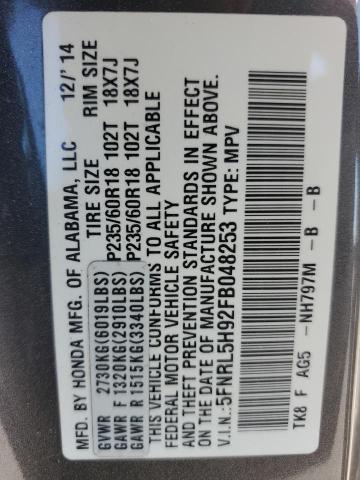 MFD. BY HONDA MFG. OF ALABAMA, LLC 12/'14
TIRE SIZE RIM SIZE
GVWR 2730KG(6019LBS)
GAWR F 1320KG(2910LBS) P235/60R18 102T 18X7J
GAWR R 1515KG(3340LBS) P235/60R18 102T 18X7J
THIS VEHICLE CONFORMS TO ALL APPLICABLE
FEDERAL MOTOR VEHICLE SAFETY
AND THEFT PREVENTION STANDARDS IN EFFECT
ON THE DATE OF MANUFACTURE SHOWN ABOVE.
V.I.N.:5FNRL5H92FB048253 TYPE: MPV
TK8 F AG5 -NH797M -B -B